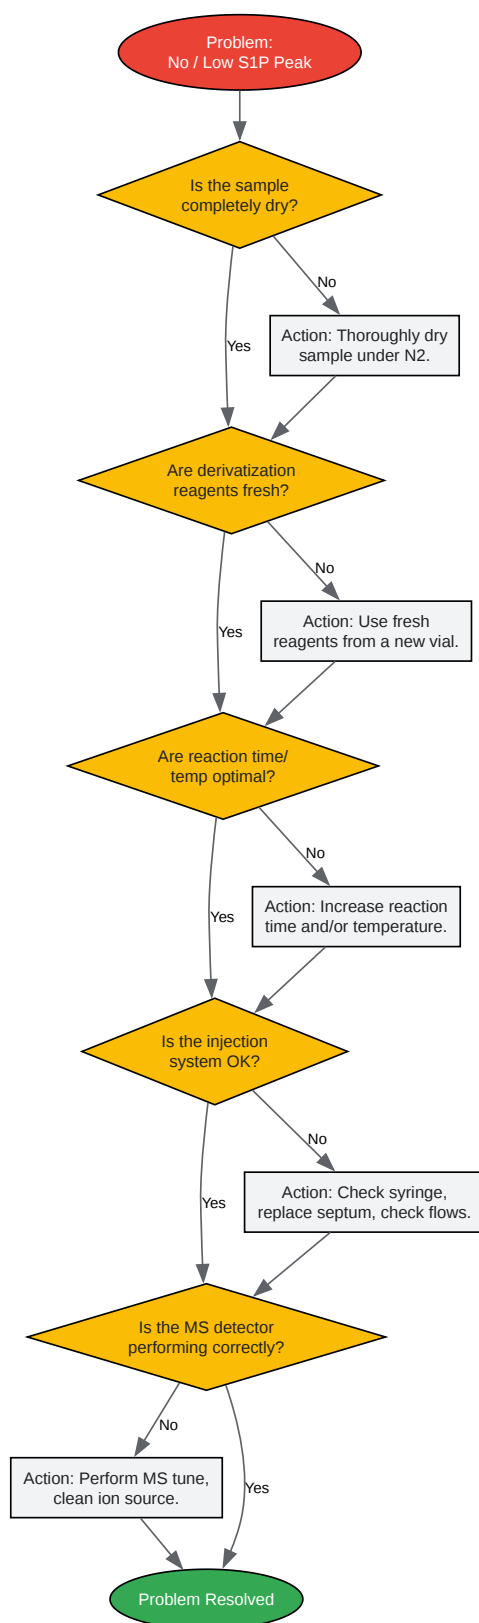 Problem:
No / Low S1P Peak
Is the sample
completely dry?
No
Yes
Action: Thoroughly dry
sample under N2.
Are derivatization
reagents fresh?
No
Yes
Action: Use fresh
reagents from a new vial.
Are reaction time/
temp optimal?
No
Yes
Action: Increase reaction
time and/or temperature.
Is the injection
system OK?
No
Yes
Action: Check syringe,
replace septum, check flows.
Is the MS detector
performing correctly?
No
Yes
Action: Perform MS tune,
clean ion source.
Problem Resolved